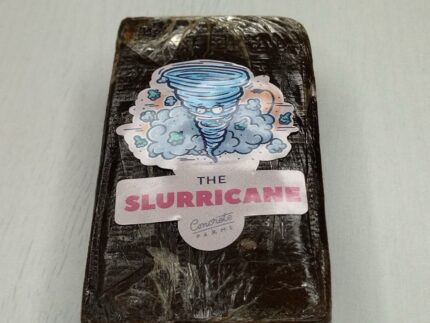 THE
SLURRICANE
Concrete
FARMS